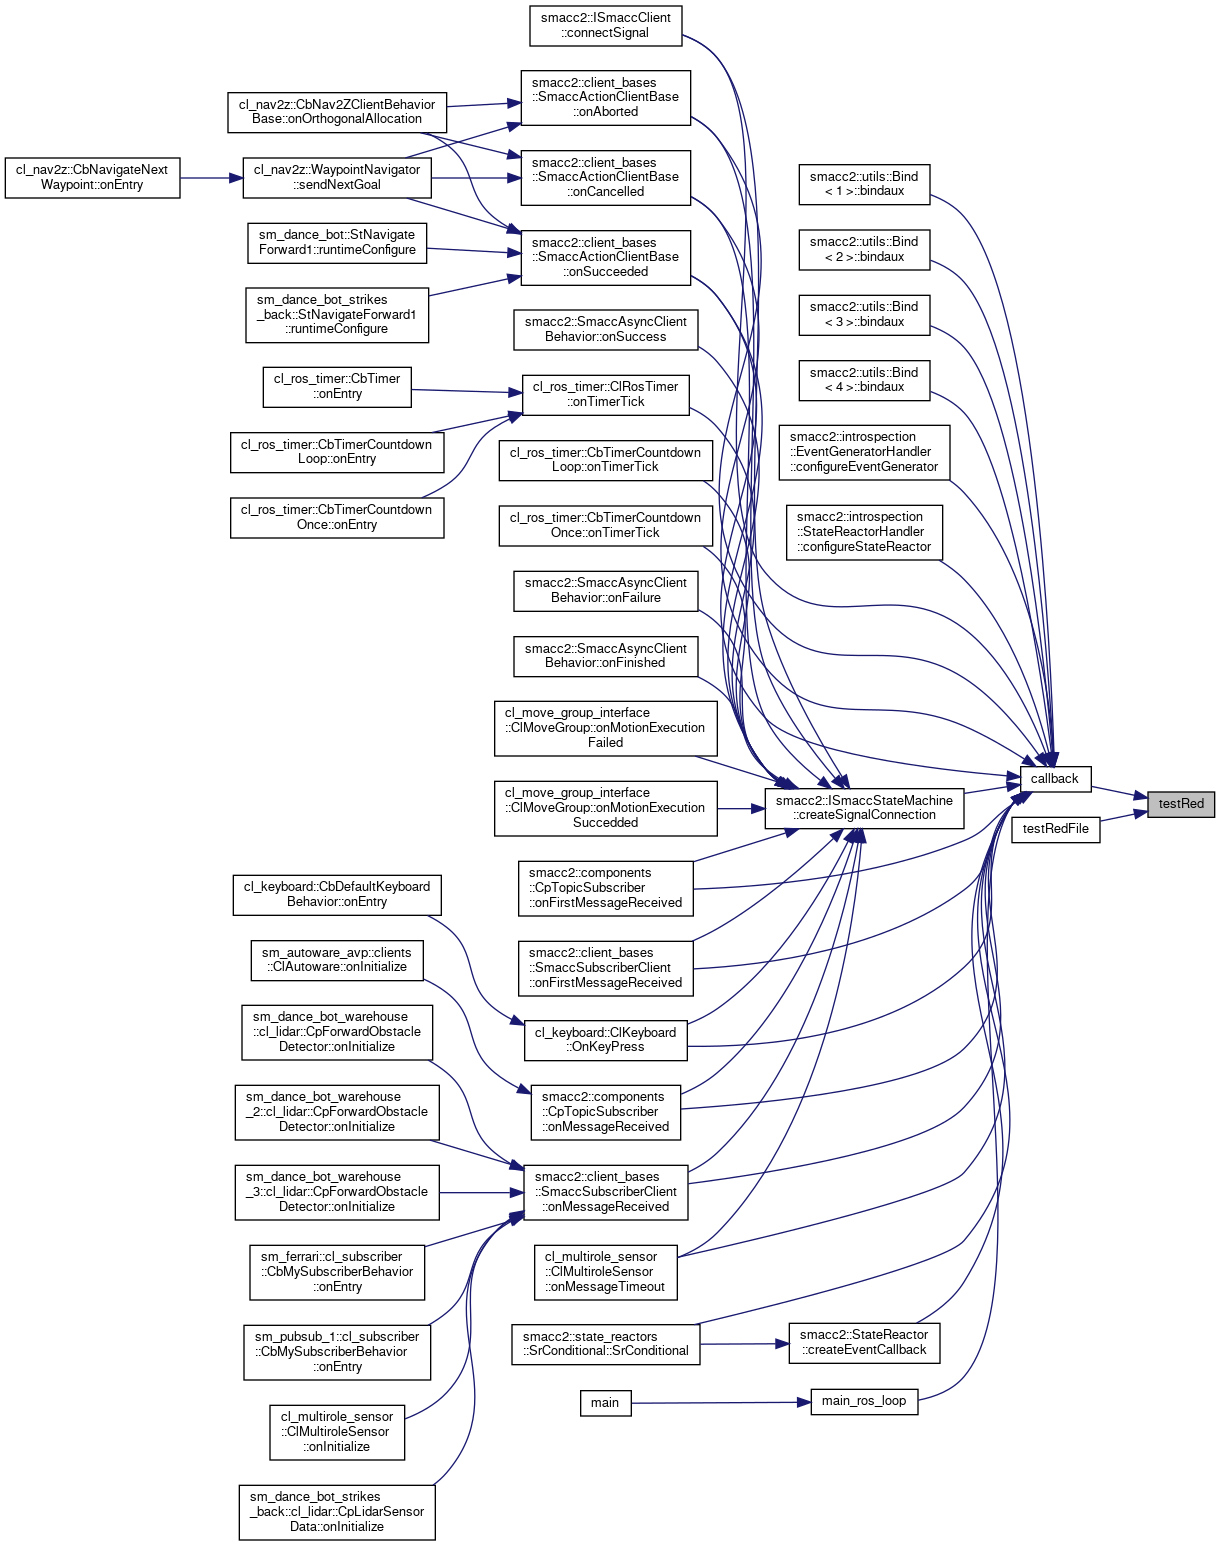 smacc2::ISmaccClient
::connectSignal
smacc2::client_bases
::SmaccActionClientBase
::onAborted
cl_nav2z::CbNav2ZClientBehavior
Base::onOrthogonalAllocation
smacc2::client_bases
::SmaccActionClientBase
::onCancelled
cl_nav2z::CbNavigateNext
Waypoint::onEntry
cl_nav2z::WaypointNavigator
::sendNextGoal
smacc2::utils::Bind
< 1 >::bindaux
sm_dance_bot::StNavigate
Forward1::runtimeConfigure
smacc2::client_bases
::SmaccActionClientBase
::onSucceeded
smacc2::utils::Bind
< 2 >::bindaux
sm_dance_bot_strikes
_back::StNavigateForward1
::runtimeConfigure
smacc2::SmaccAsyncClient
Behavior::onSuccess
smacc2::utils::Bind
< 3 >::bindaux
cl_ros_timer::CbTimer
::onEntry
cl_ros_timer::ClRosTimer
::onTimerTick
smacc2::utils::Bind
< 4 >::bindaux
cl_ros_timer::CbTimerCountdown
Loop::onEntry
cl_ros_timer::CbTimerCountdown
Loop::onTimerTick
smacc2::introspection
::EventGeneratorHandler
::configureEventGenerator
cl_ros_timer::CbTimerCountdown
Once::onEntry
cl_ros_timer::CbTimerCountdown
Once::onTimerTick
smacc2::introspection
::StateReactorHandler
::configureStateReactor
smacc2::SmaccAsyncClient
Behavior::onFailure
smacc2::SmaccAsyncClient
Behavior::onFinished
cl_move_group_interface
::ClMoveGroup::onMotionExecution
Failed
callback
cl_move_group_interface
::ClMoveGroup::onMotionExecution
Succedded
smacc2::ISmaccStateMachine
::createSignalConnection
testRed
testRedFile
smacc2::components
::CpTopicSubscriber
::onFirstMessageReceived
cl_keyboard::CbDefaultKeyboard
Behavior::onEntry
sm_autoware_avp::clients
::ClAutoware::onInitialize
smacc2::client_bases
::SmaccSubscriberClient
::onFirstMessageReceived
sm_dance_bot_warehouse
::cl_lidar::CpForwardObstacle
Detector::onInitialize
cl_keyboard::ClKeyboard
::OnKeyPress
sm_dance_bot_warehouse
_2::cl_lidar::CpForwardObstacle
Detector::onInitialize
smacc2::components
::CpTopicSubscriber
::onMessageReceived
sm_dance_bot_warehouse
_3::cl_lidar::CpForwardObstacle
Detector::onInitialize
smacc2::client_bases
::SmaccSubscriberClient
::onMessageReceived
sm_ferrari::cl_subscriber
::CbMySubscriberBehavior
::onEntry
cl_multirole_sensor
::ClMultiroleSensor
::onMessageTimeout
sm_pubsub_1::cl_subscriber
::CbMySubscriberBehavior
::onEntry
smacc2::state_reactors
::SrConditional::SrConditional
smacc2::StateReactor
::createEventCallback
main
main_ros_loop
cl_multirole_sensor
::ClMultiroleSensor
::onInitialize
sm_dance_bot_strikes
_back::cl_lidar::CpLidarSensor
Data::onInitialize